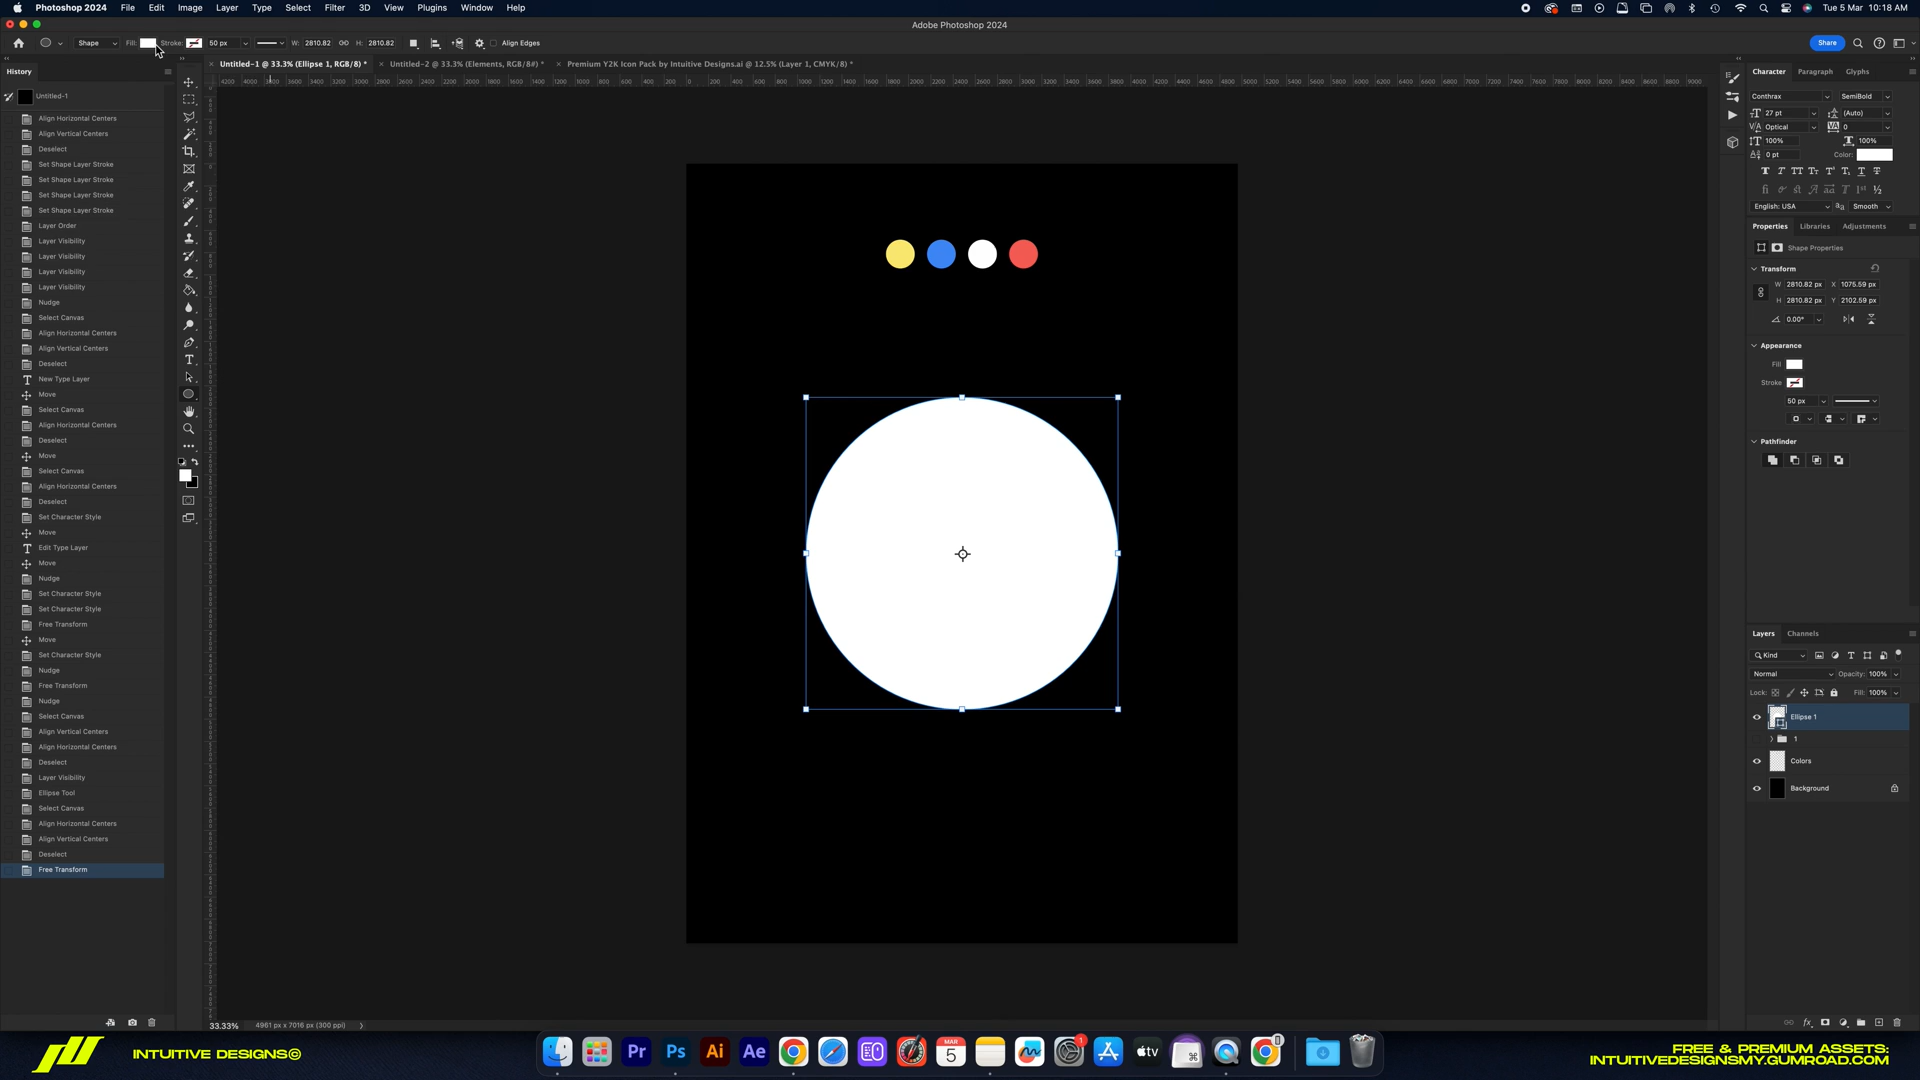 Photoshop 2024 File Edit Image Layer Type Select Filter 3D View Plugins Window Help Tue 5 Mar 10:18 AM
Adobe Photoshop 2024
Shape Fill: Stroke: 50 px W: 2810.82 H: 2810.82 Align Edges Share
History
Untitled-1 @ 33.3% (Ellipse 1, RGB/8) * Untitled-2 @ 33.3% (Elements, RGB/8#) * Premium Y2K Icon Pack by Intuitive Designs.ai @ 12.5% (Layer 1, CMYK/8) *
Untitled-1
Align Horizontal Centers
Align Vertical Centers
Deselect
Set Shape Layer Stroke
Set Shape Layer Stroke
Set Shape Layer Stroke
Set Shape Layer Stroke
Layer Order
Layer Visibility
Layer Visibility
Layer Visibility
Layer Visibility
Nudge
Select Canvas
Align Horizontal Centers
Align Vertical Centers
Deselect
New Type Layer
Move
Select Canvas
Align Horizontal Centers
Deselect
Move
Select Canvas
Align Horizontal Centers
Deselect
Set Character Style
Move
Edit Type Layer
Move
Nudge
Set Character Style
Set Character Style
Free Transform
Move
Set Character Style
Nudge
Free Transform
Nudge
Select Canvas
Align Vertical Centers
Align Horizontal Centers
Deselect
Layer Visibility
Ellipse Tool
Select Canvas
Align Horizontal Centers
Align Vertical Centers
Deselect
Free Transform
Character Paragraph Glyphs
Conthrax SemiBold
27 pt (Auto)
Optical 0
100% 100%
0 pt Color:
English: USA Smooth
Properties Libraries Adjustments
Shape Properties
Transform
W 2810.82 px X 1075.59 px
H 2810.82 px Y 2102.59 px
0.00°
Appearance
Fill
Stroke
50 px
Pathfinder
Layers Channels
Kind
Normal Opacity: 100%
Lock: Fill: 100%
Ellipse 1
1
Colors
Background
33.33% 4961 px x 7016 px (300 ppi)
Pr Ps Ai Ae MAR 5 tv 1
INTUITIVE DESIGNS©
FREE & PREMIUM ASSETS:
INTUITIVEDESIGNSMY.GUMROAD.COM